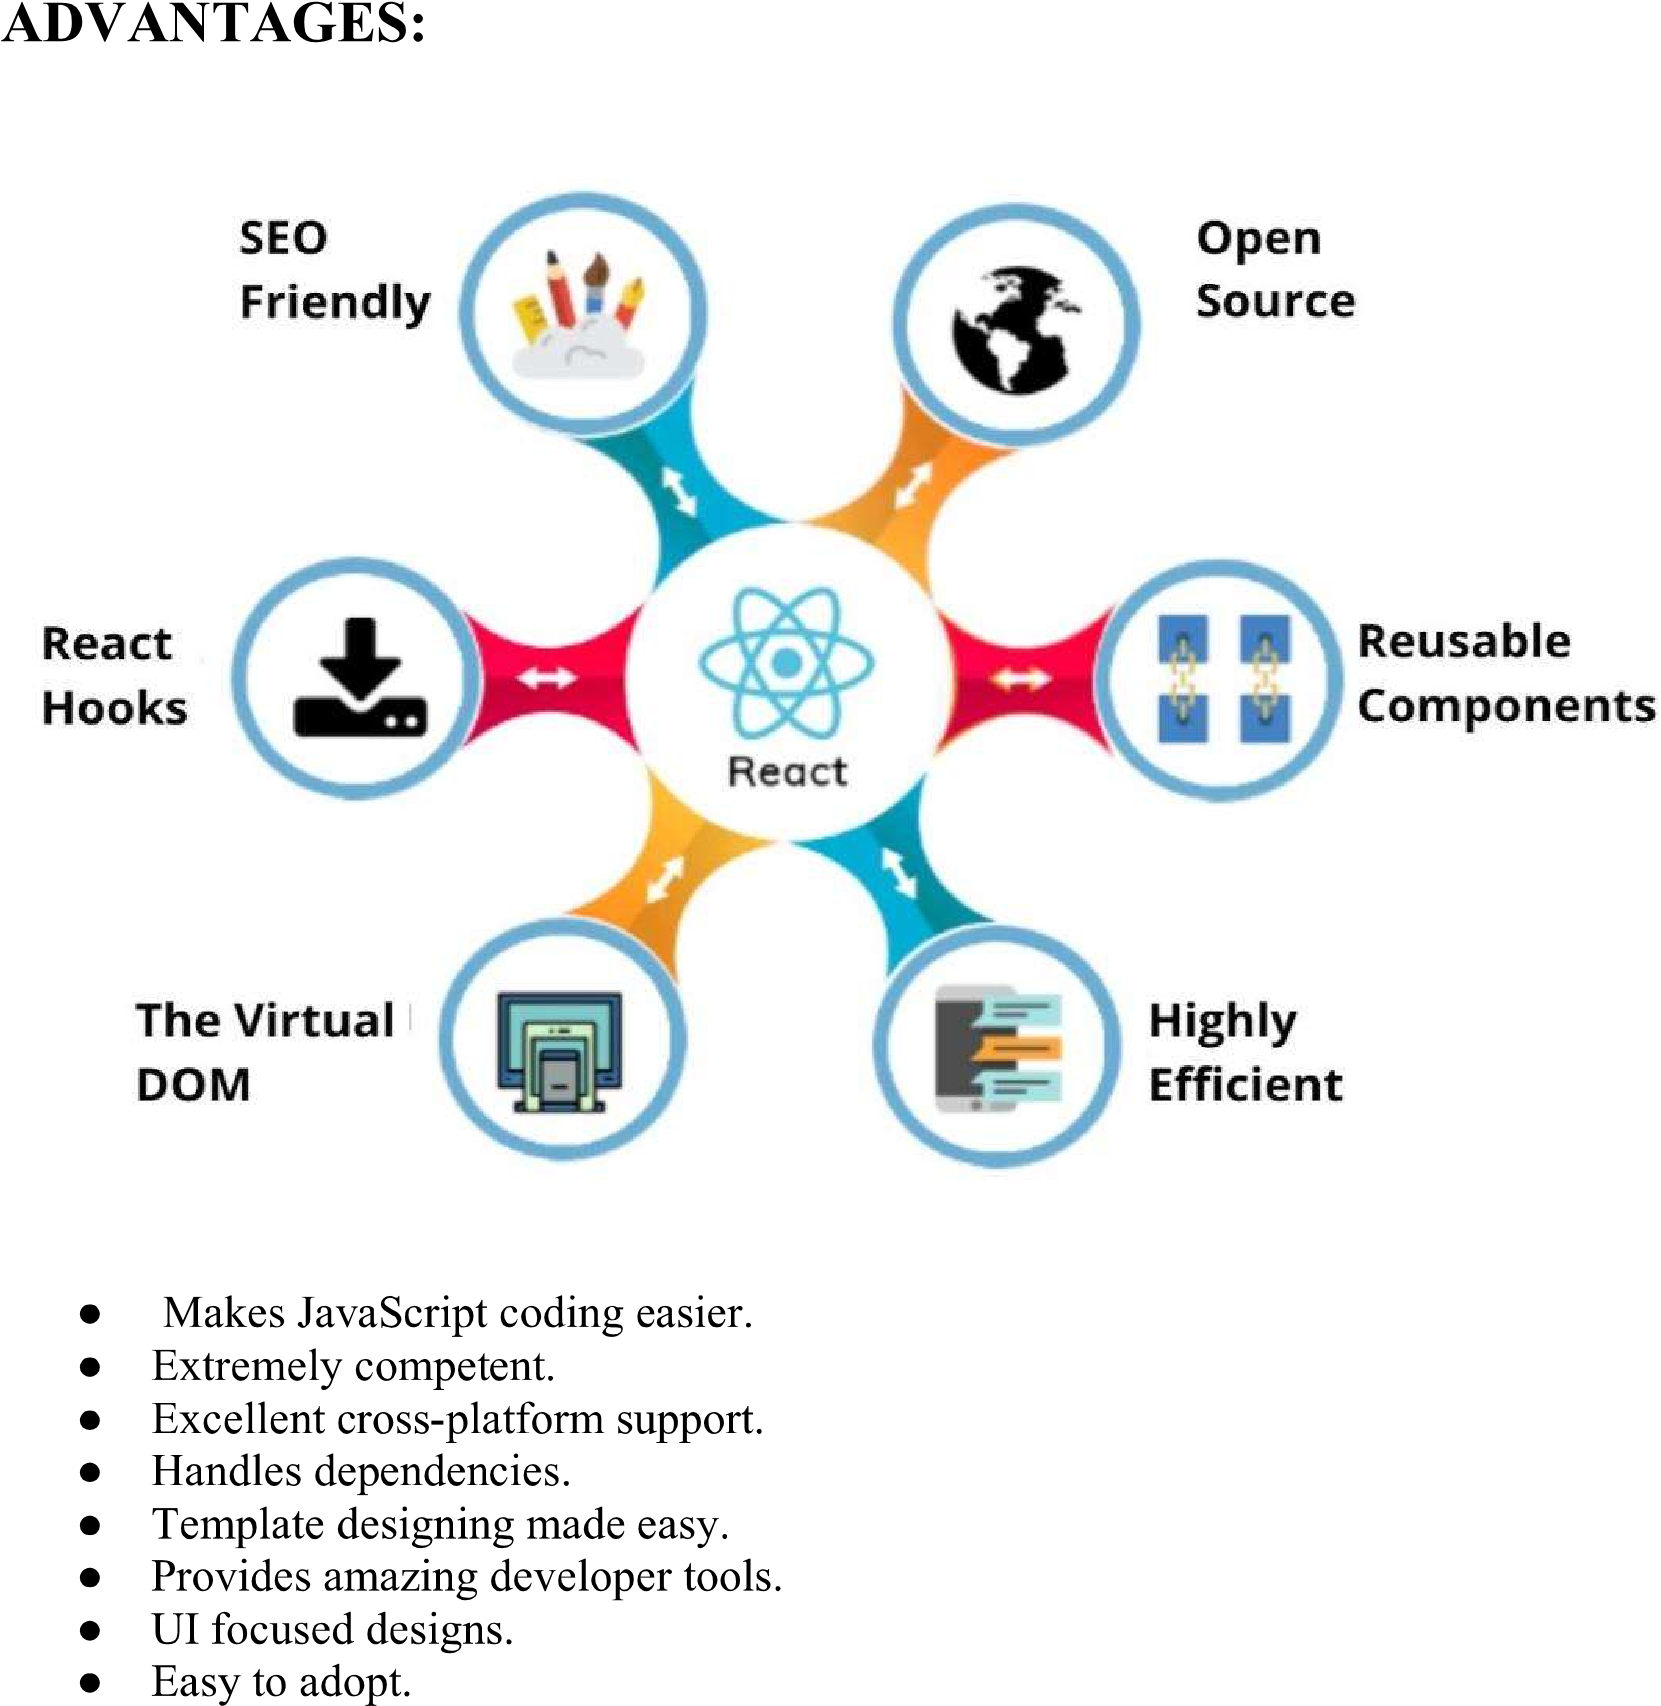 ADVANTAGES:
SEO
Friendly
Open
Source
React
Hooks
Reusable
Components
React
The Virtual
DOM
Highly
Efficient
● Makes JavaScript coding easier.
● Extremely competent.
● Excellent cross-platform support.
● Handles dependencies.
● Template designing made easy.
● Provides amazing developer tools.
● UI focused designs.
● Easy to adopt.